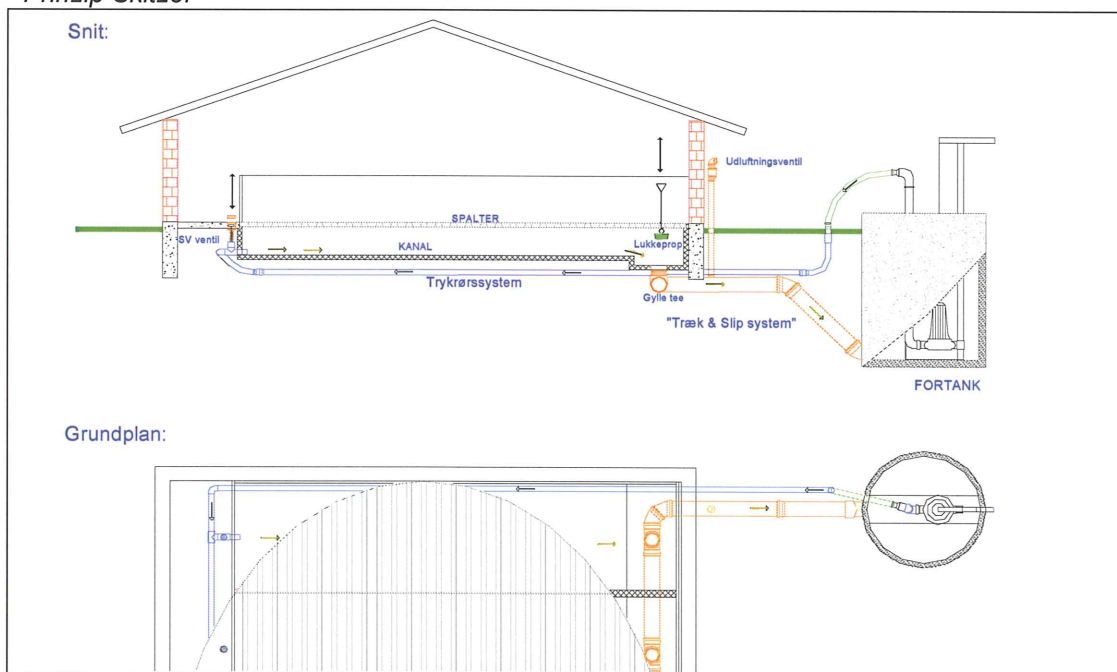 Snit:
Udluftningsventil
SPALTER
SV ventil
KANAL
Lukkeprop
Trykrørssystem
Gylle tee
"Træk & Slip system"
FORTANK
Grundplan: